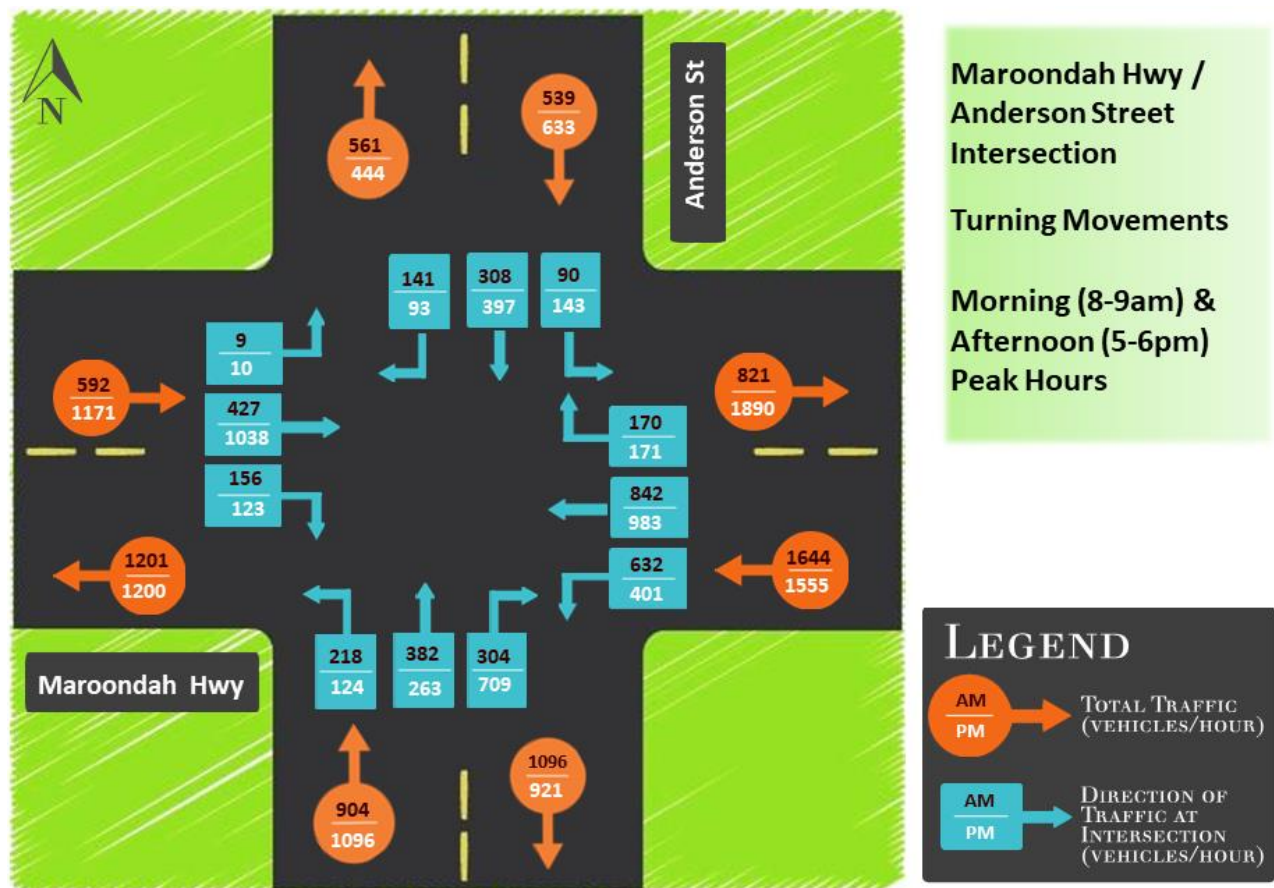 N
561
444
539
633
Anderson St
Maroondah Hwy /
Anderson Street
Intersection
Turning Movements
Morning (8-9am) &
Afternoon (5-6pm)
Peak Hours
141
93
308
397
90
143
592
1171
9
10
427
1038
156
123
821
1890
170
171
842
983
632
401
1201
1200
1644
1555
218
124
382
263
304
709
Maroondah Hwy
904
1096
1096
921
LEGEND
AM
PM
TOTAL TRAFFIC
(VEHICLES/HOUR)
AM
PM
DIRECTION OF
TRAFFIC AT
INTERSECTION
(VEHICLES/HOUR)